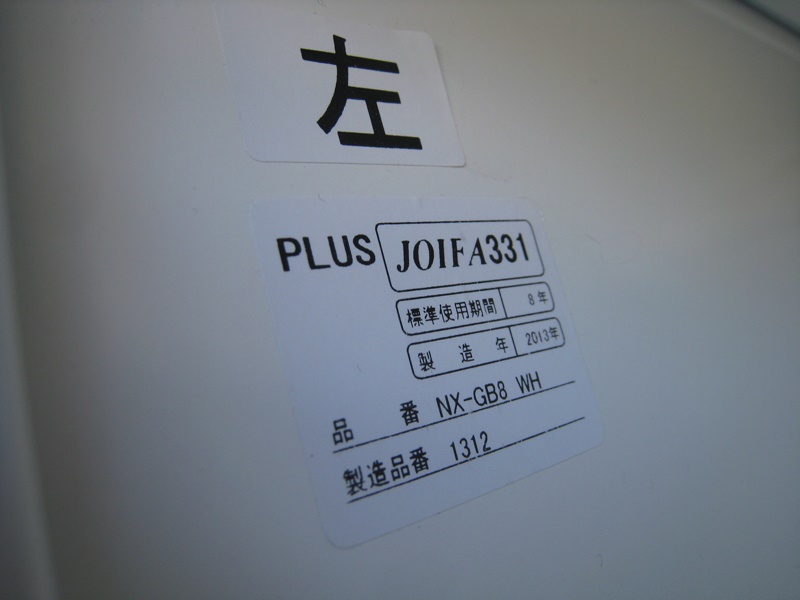 左
PLUS JOIFA331
標準使用期間 8年
製造年 2013年
品番 NX-GB8 WH
製造品番 1312